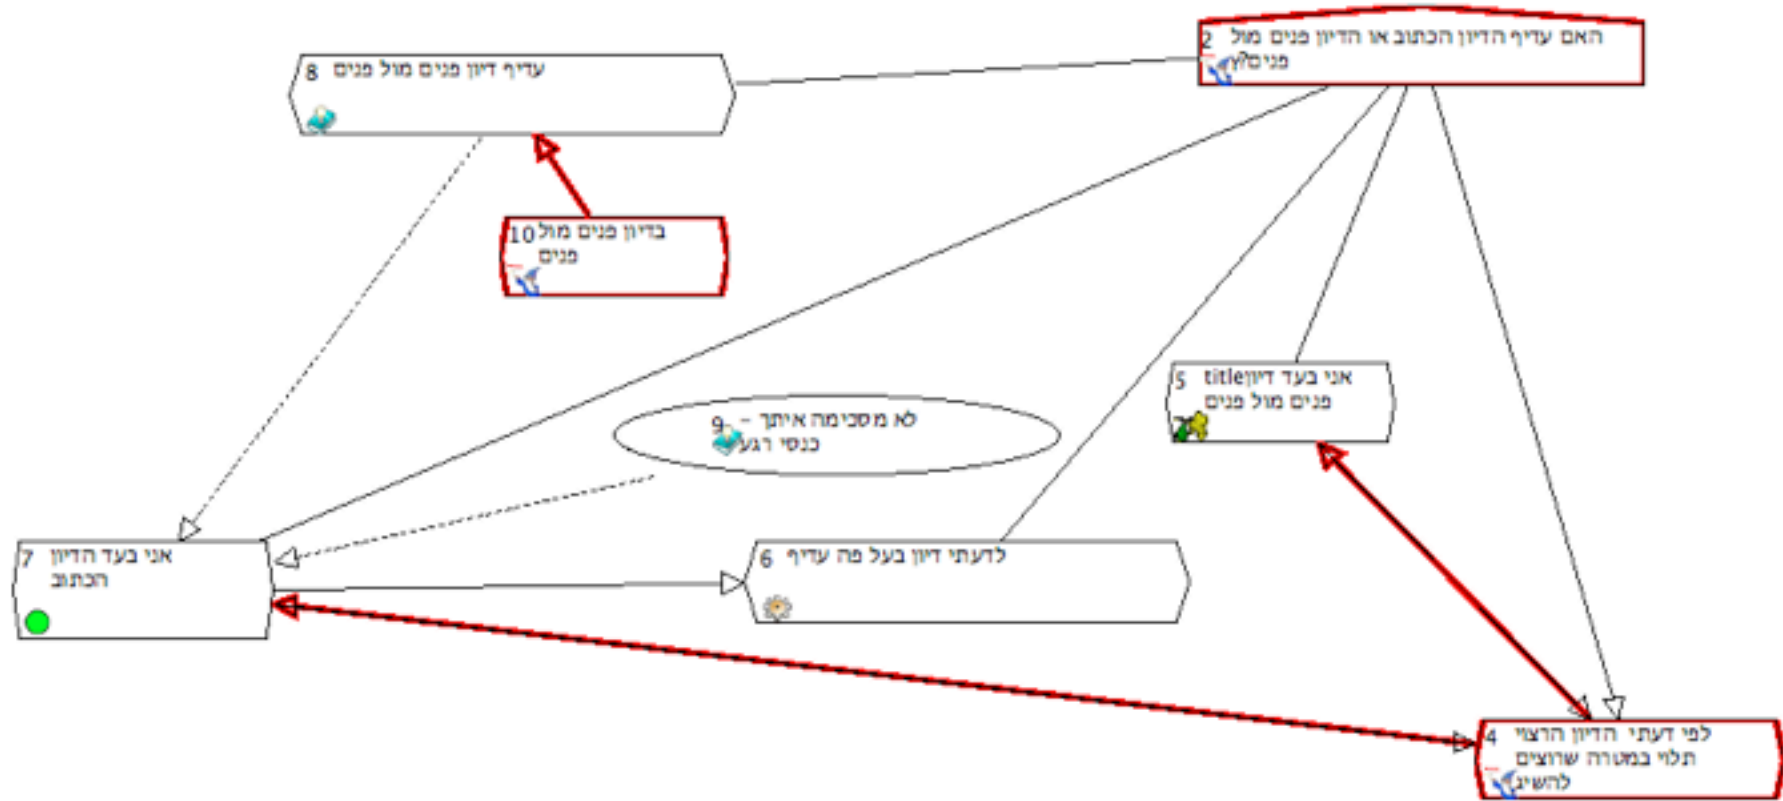 2 האם עדיף הדיון הכתוב או הדיון פנים מול
פנים?
8 עדיף דיון פנים מול פנים
10 בדיון פנים מול
פנים
5 titleאני בעד דיון
פנים מול פנים
9 לא מסכימה איתך -
כנסי רגע
7 אני בעד הדיון
הכתוב
6 לדעתי דיון בעל פה עדיף
4 לפי דעתי הדיון הרצוי
תלוי במטרה שרוצים
להשיג